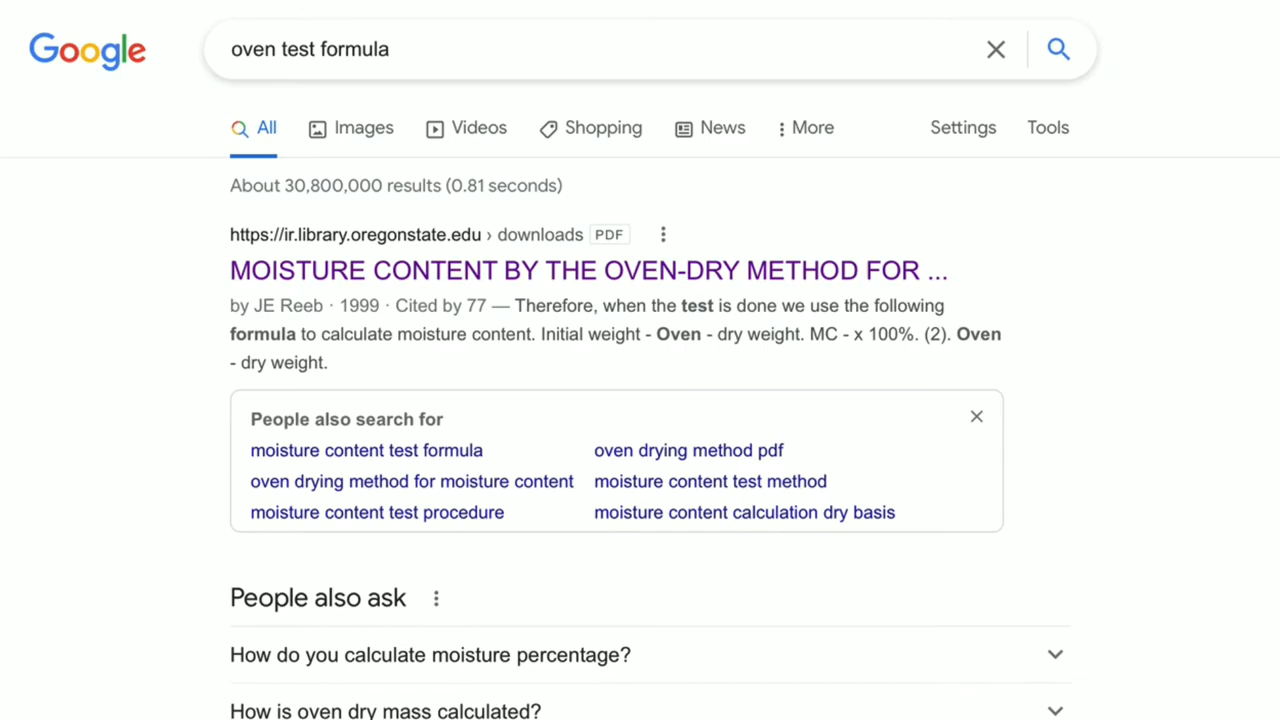 Google
oven test formula
All Images Videos Shopping News More Settings Tools
About 30,800,000 results (0.81 seconds)
https://ir.library.oregonstate.edu › downloads PDF
MOISTURE CONTENT BY THE OVEN-DRY METHOD FOR ...
by JE Reeb · 1999 · Cited by 77 — Therefore, when the test is done we use the following
formula to calculate moisture content. Initial weight - Oven - dry weight. MC - x 100%. (2). Oven
- dry weight.
People also search for
moisture content test formula oven drying method pdf
oven drying method for moisture content moisture content test method
moisture content test procedure moisture content calculation dry basis
People also ask
How do you calculate moisture percentage?
How is oven dry mass calculated?